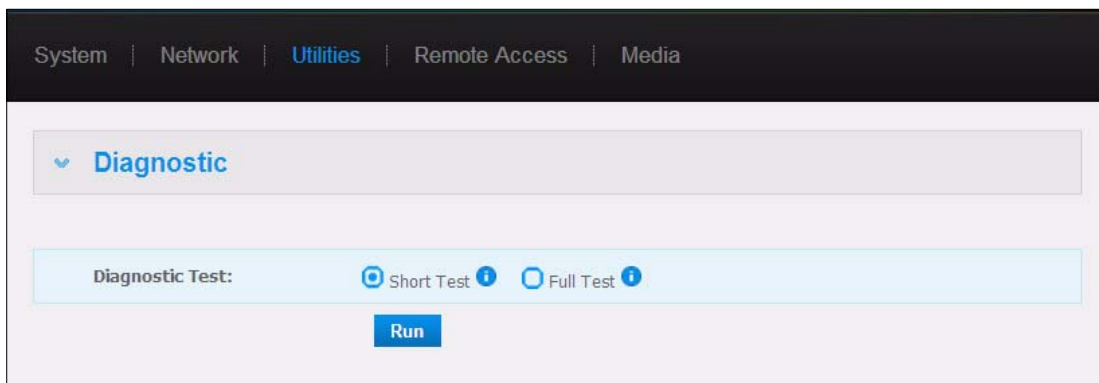 System | Network | Utilities | Remote Access | Media
Diagnostic
Diagnostic Test: Short Test i Full Test i
Run